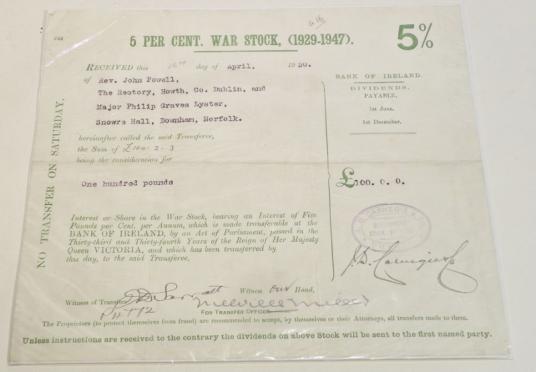 5 PER CENT. WAR STOCK, (1929-1947).
5%
NO TRANSFER ON SATURDAY.
RECEIVED this day of April, 1920.
of Rev. John Powell,
The Rectory, Howth, Co. Dublin, and
Major Philip Graves Lyster,
Snowre Hall, Downham, Norfolk.
hereinafter called the said Transferee,
the Sum of £100. 2. 3
being the consideration for
One hundred pounds
BANK OF IRELAND.
DIVIDENDS PAYABLE,
1st June,
1st December,
£100. 0. 0.
Interest or Share in the War Stock, bearing an Interest of Five
Pounds per Cent. per Annum, which is made transferable at the
BANK OF IRELAND, by an Act of Parliament, passed in the
Thirty-third and Thirty-fourth Years of the Reign of Her Majesty
QUEEN VICTORIA, and which has been transferred by
this day, to the said Transferee,
Witness Our Hand,
Witness of Transfer
FOR TRANSFER OFFICER.
The Proprietors (to protect themselves from fraud) are recommended to accept, by themselves or their Attorneys, all transfers made to them.
Unless instructions are received to the contrary the dividends on above Stock will be sent to the first named party.